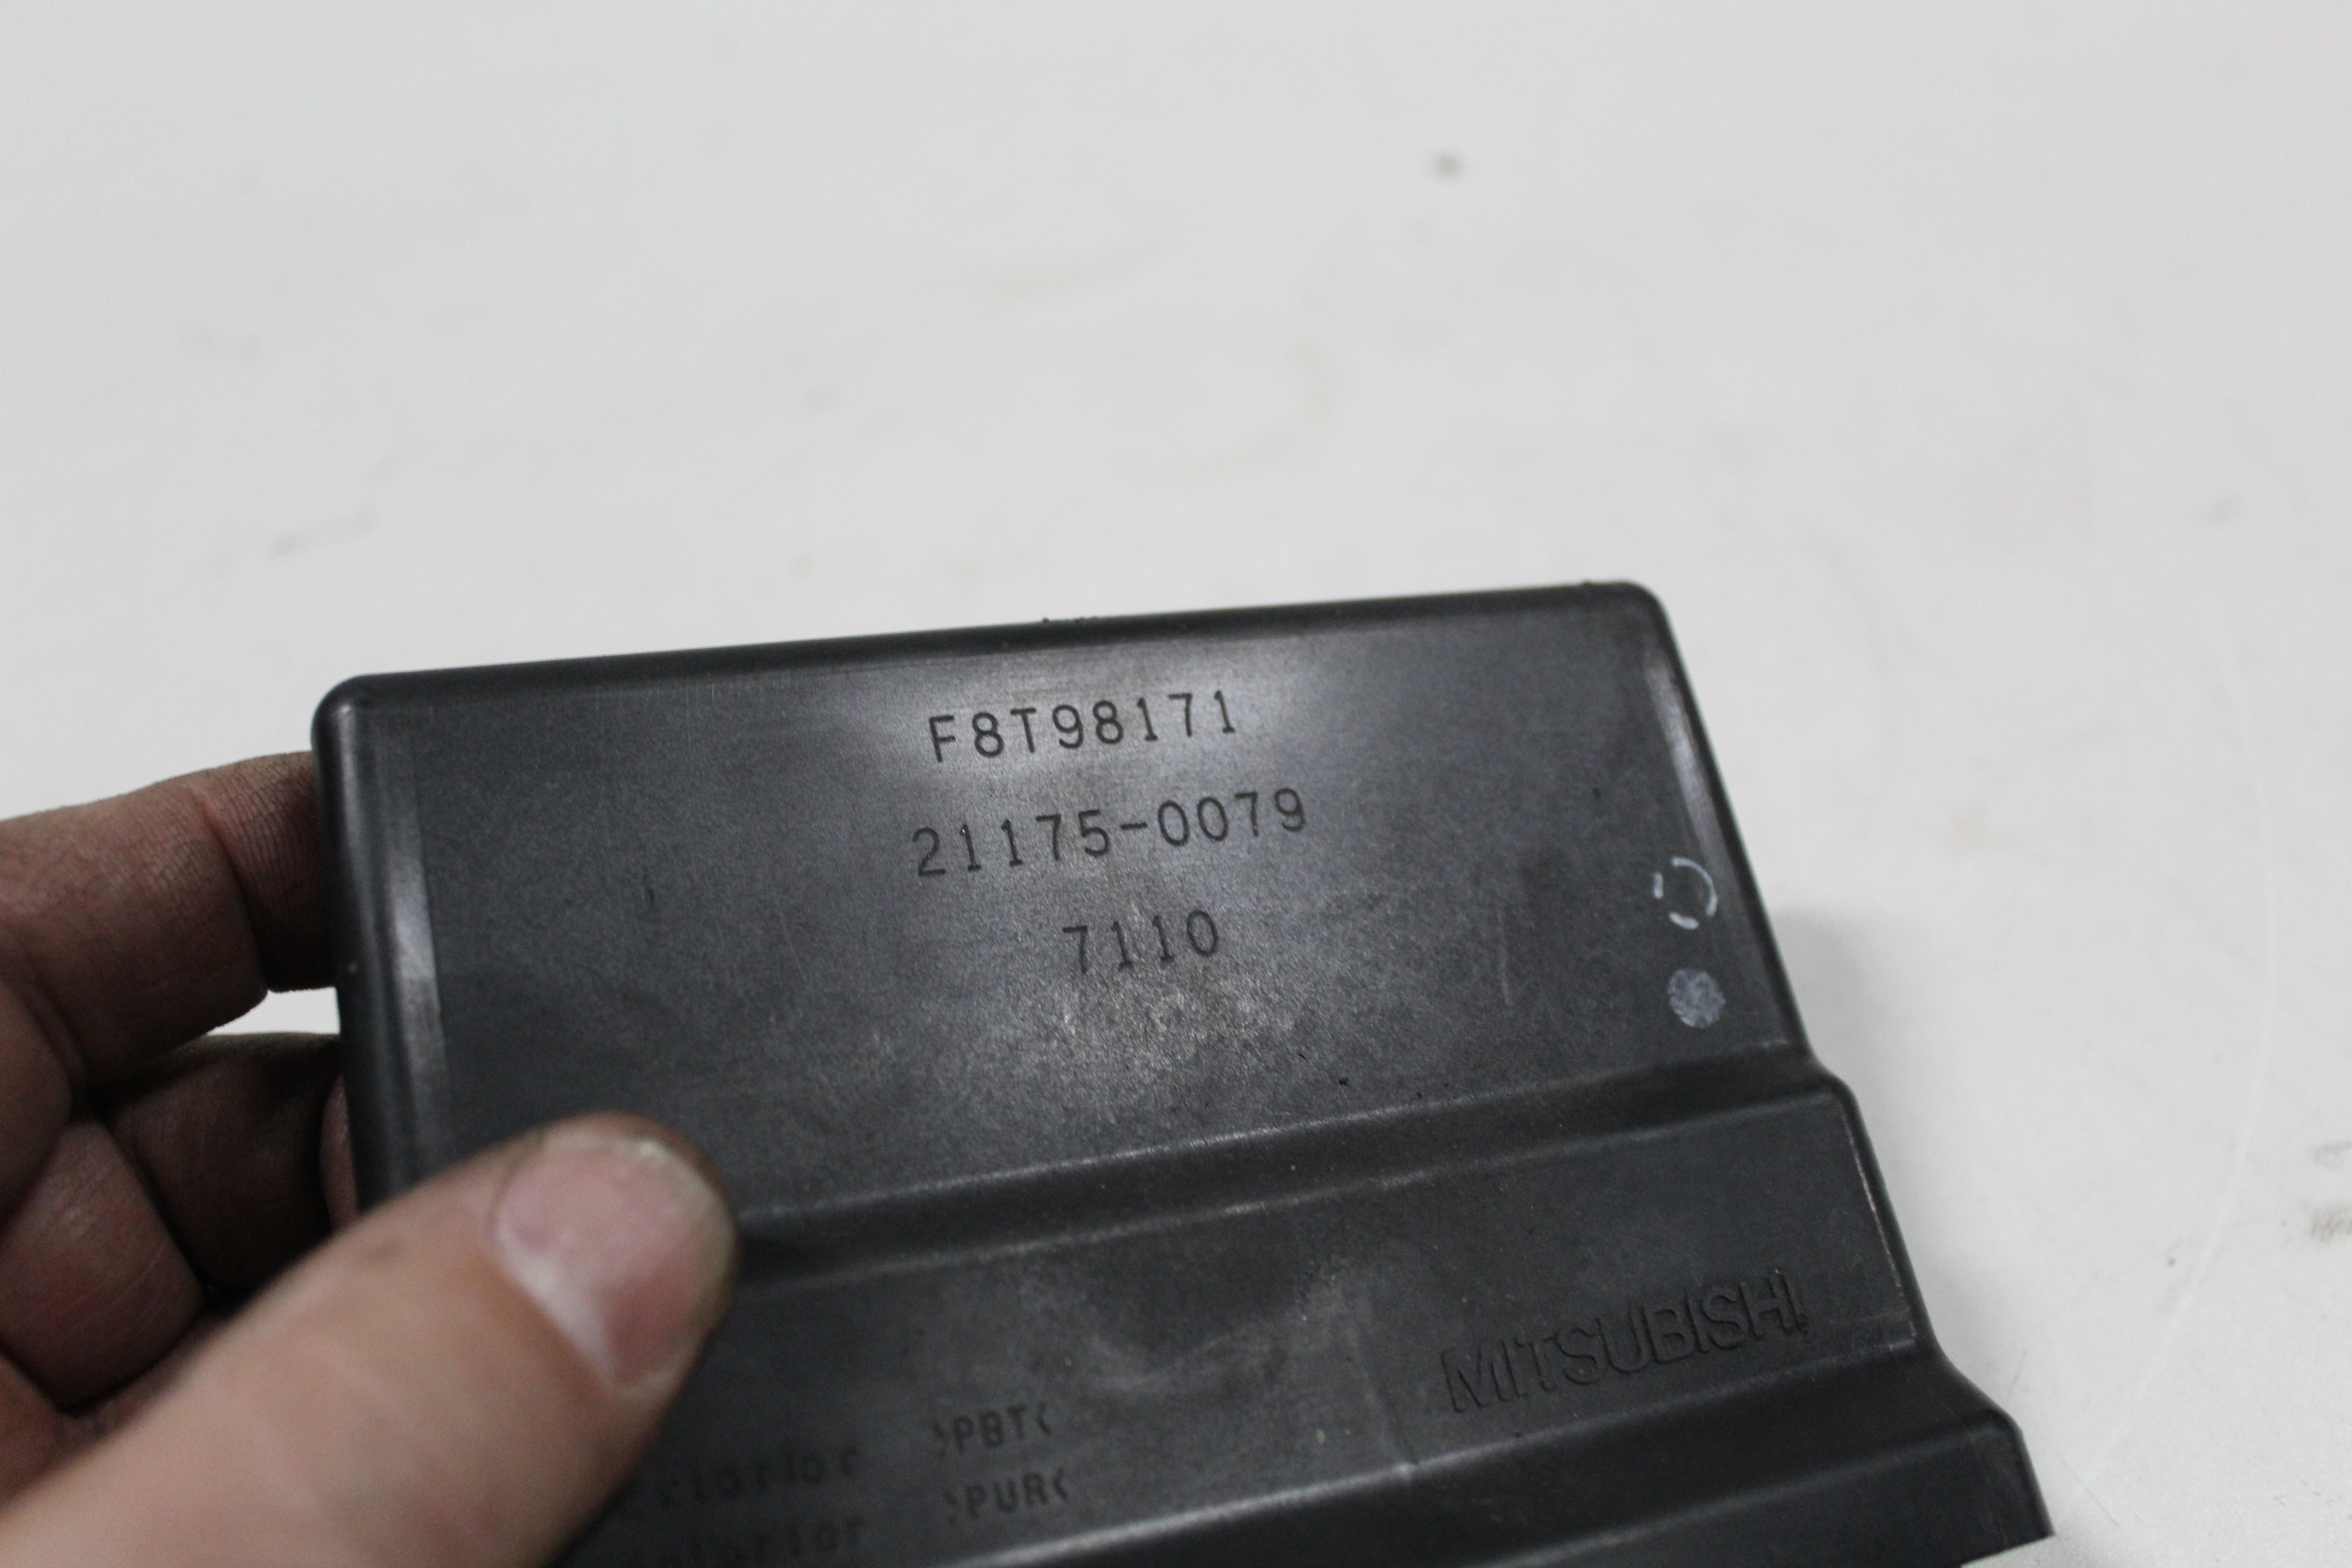 F8T98171
21175-0079
7110
MITSUBISHI
>PBT<
>PUR<